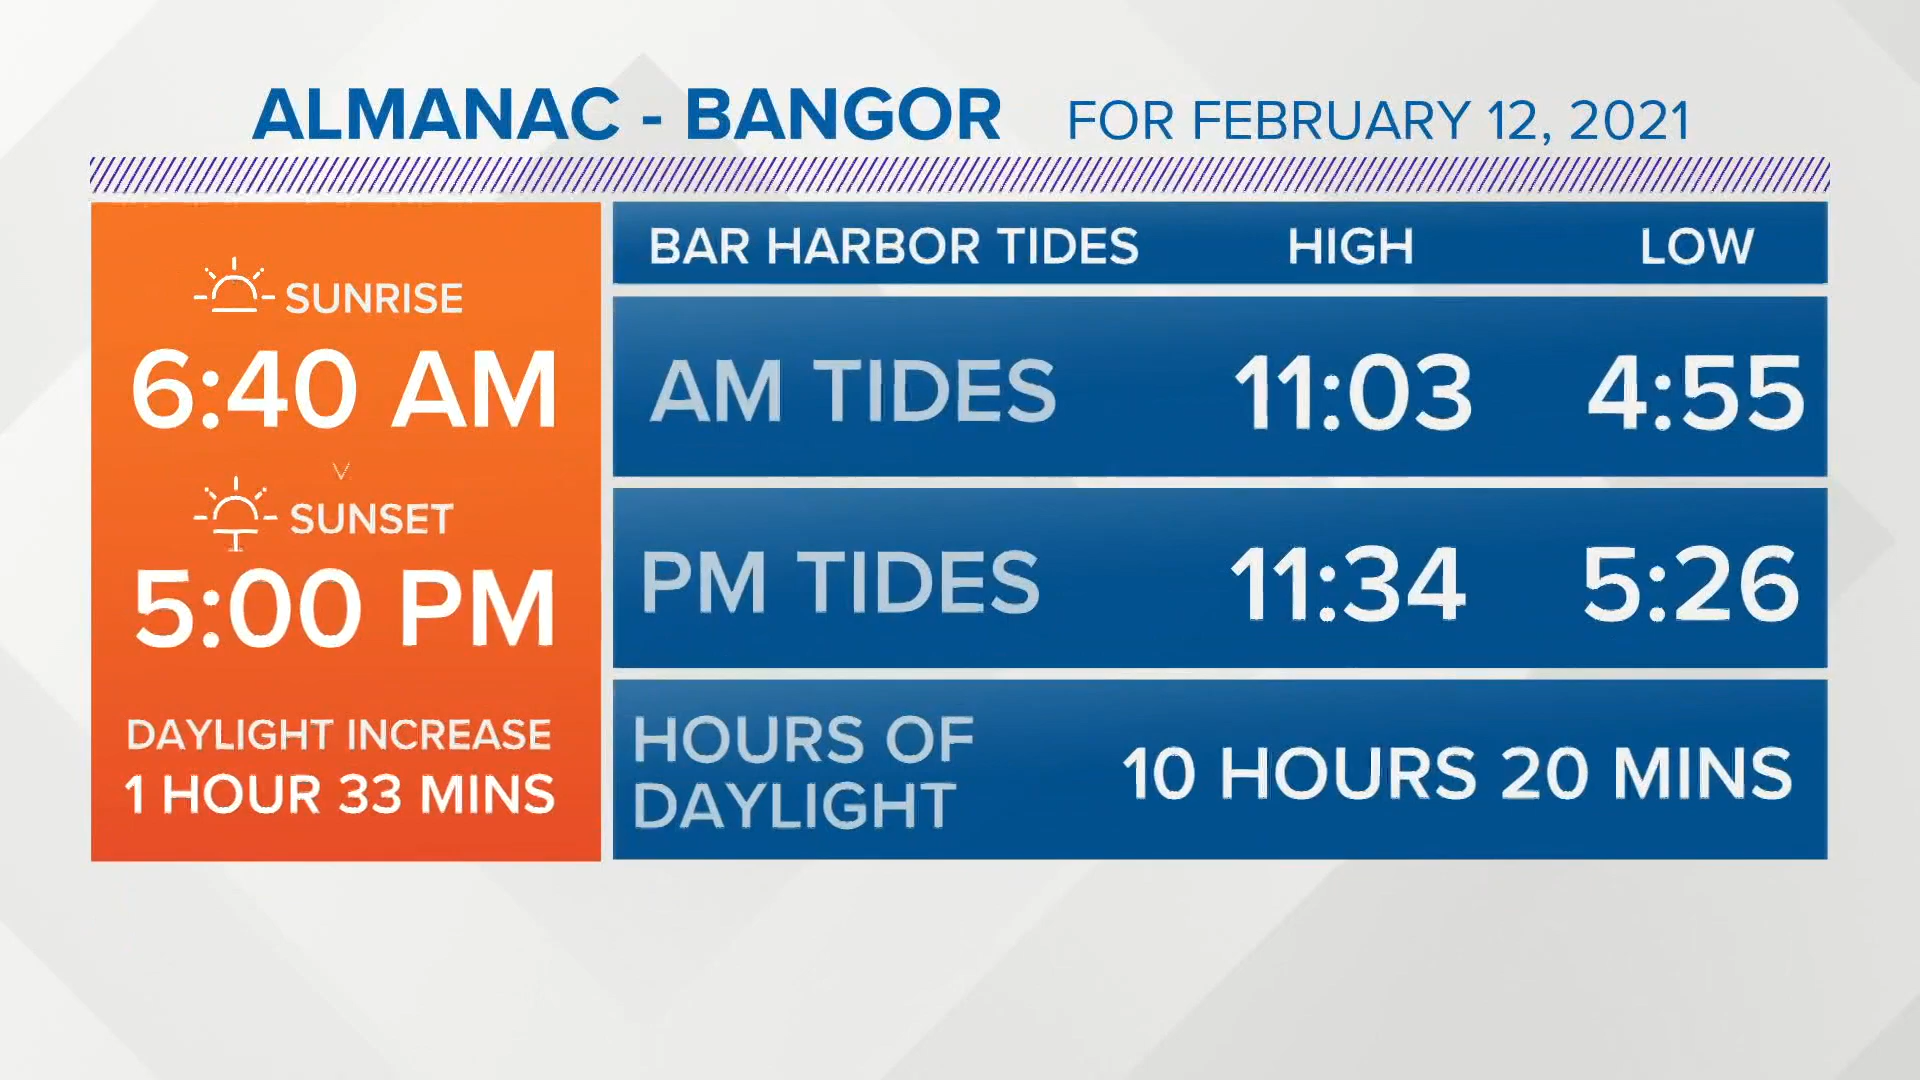 ALMANAC - BANGOR FOR FEBRUARY 12, 2021
SUNRISE
6:40 AM
SUNSET
5:00 PM
DAYLIGHT INCREASE
1 HOUR 33 MINS
BAR HARBOR TIDES HIGH LOW
AM TIDES 11:03 4:55
PM TIDES 11:34 5:26
HOURS OF
DAYLIGHT
10 HOURS 20 MINS